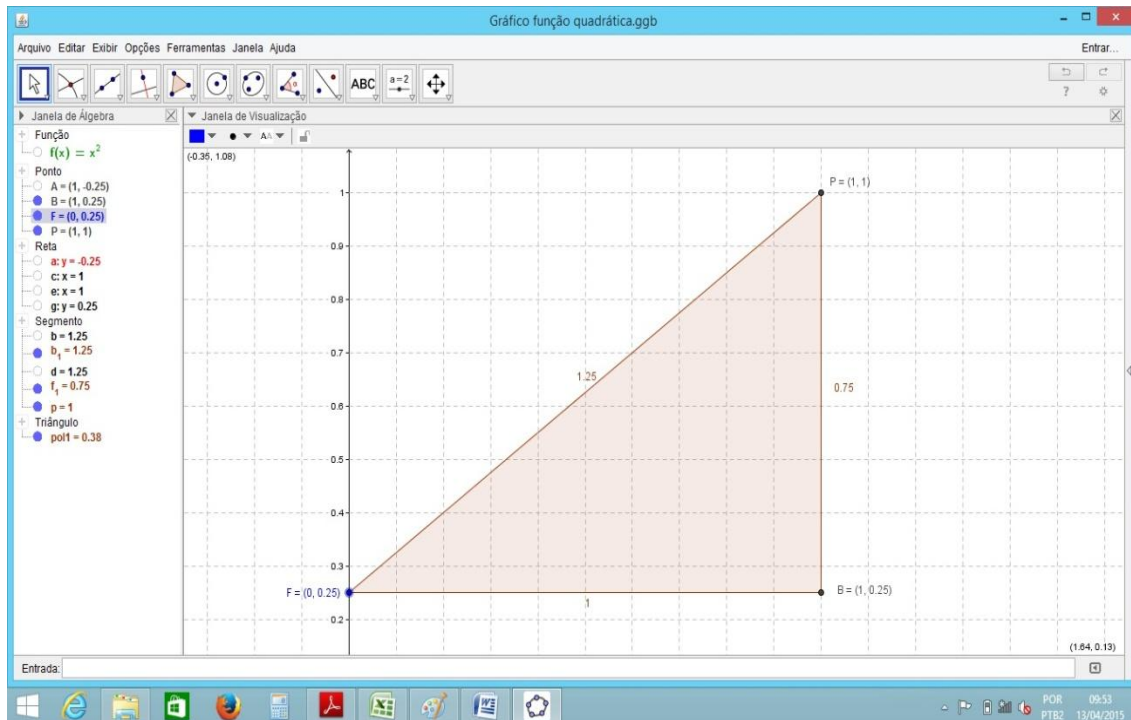 Gráfico função quadrática.ggb
Arquivo Editar Exibir Opções Ferramentas Janela Ajuda
Entrar...
ABC
a=2
?
Janela de Álgebra
Função
f(x) = x²
Ponto
A = (1, -0.25)
B = (1, 0.25)
F = (0, 0.25)
P = (1, 1)
Reta
a: y = -0.25
c: x = 1
e: x = 1
g: y = 0.25
Segmento
b = 1.25
b₁ = 1.25
d = 1.25
f₁ = 0.75
p = 1
Triângulo
pol1 = 0.38
Janela de Visualização
AA
(-0.35, 1.08)
P = (1, 1)
1
0.9
0.8
0.7
1.25
0.75
0.6
0.5
0.4
0.3
F = (0, 0.25)
B = (1, 0.25)
1
0.2
(1.64, 0.13)
Entrada:
POR
PTB2
09:53
13/04/2015